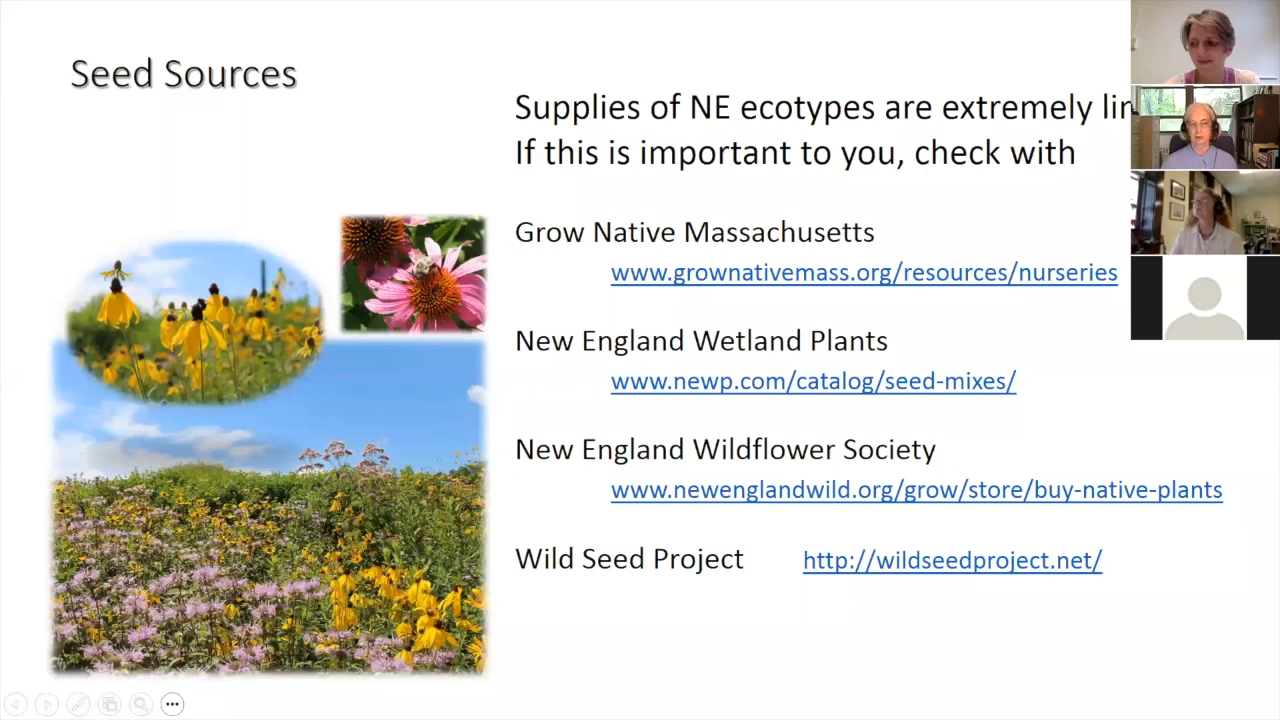 Seed Sources
Supplies of NE ecotypes are extremely
If this is important to you, check with
Grow Native Massachusetts
www.grownativemass.org/resources/nurseries
New England Wetland Plants
www.newp.com/catalog/seed-mixes/
New England Wildflower Society
www.newenglandwild.org/grow/store/buy-native-plants
Wild Seed Project http://wildseedproject.net/